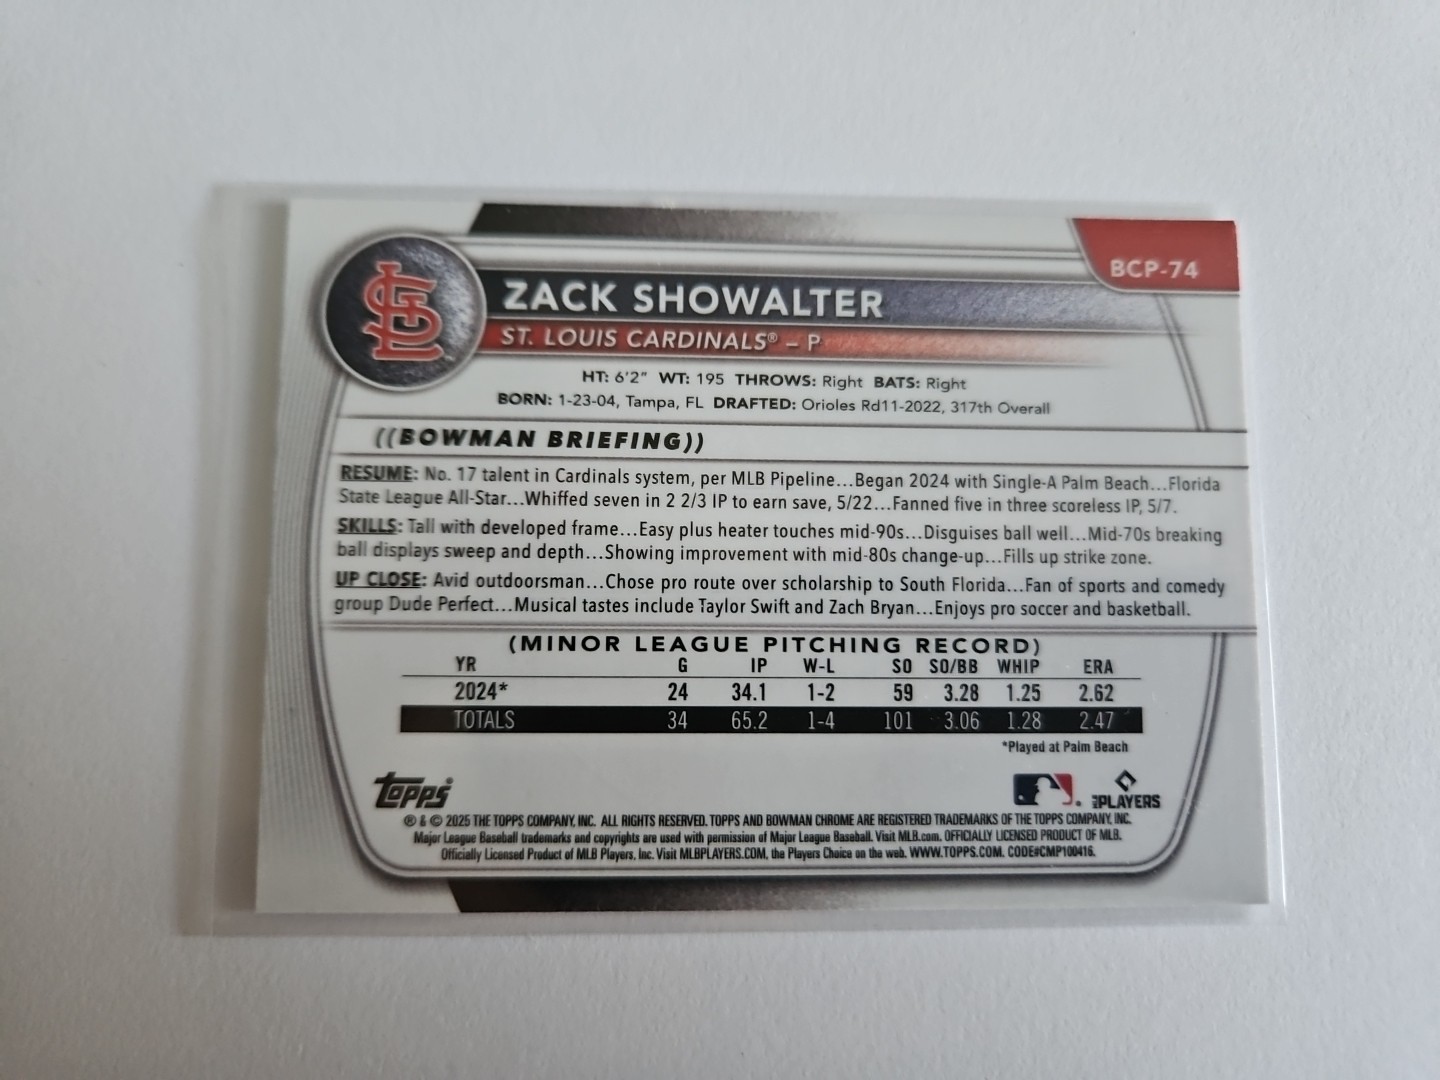 BCP-74
STL
ZACK SHOWALTER
ST. LOUIS CARDINALS® – P
HT: 6'2" WT: 195 THROWS: Right BATS: Right
BORN: 1-23-04, Tampa, FL DRAFTED: Orioles Rd11-2022, 317th Overall
((BOWMAN BRIEFING))
RESUME: No. 17 talent in Cardinals system, per MLB Pipeline...Began 2024 with Single-A Palm Beach...Florida
State League All-Star...Whiffed seven in 2 2/3 IP to earn save, 5/22...Fanned five in three scoreless IP, 5/7.
SKILLS: Tall with developed frame...Easy plus heater touches mid-90s...Disguises ball well...Mid-70s breaking
ball displays sweep and depth...Showing improvement with mid-80s change-up...Fills up strike zone.
UP CLOSE: Avid outdoorsman...Chose pro route over scholarship to South Florida...Fan of sports and comedy
group Dude Perfect...Musical tastes include Taylor Swift and Zach Bryan...Enjoys pro soccer and basketball.
(MINOR LEAGUE PITCHING RECORD)
YR G IP W-L SO SO/BB WHIP ERA
2024* 24 34.1 1-2 59 3.28 1.25 2.62
TOTALS 34 65.2 1-4 101 3.06 1.28 2.47
*Played at Palm Beach
Topps
MLB PLAYERS
® & © 2025 THE TOPPS COMPANY, INC. ALL RIGHTS RESERVED. TOPPS AND BOWMAN CHROME ARE REGISTERED TRADEMARKS OF THE TOPPS COMPANY, INC.
Major League Baseball trademarks and copyrights are used with permission of Major League Baseball. Visit MLB.com. OFFICIALLY LICENSED PRODUCT OF MLB.
Officially Licensed Product of MLB Players, Inc. Visit MLBPLAYERS.COM, the Players Choice on the web. WWW.TOPPS.COM. CODE#CMP100416.